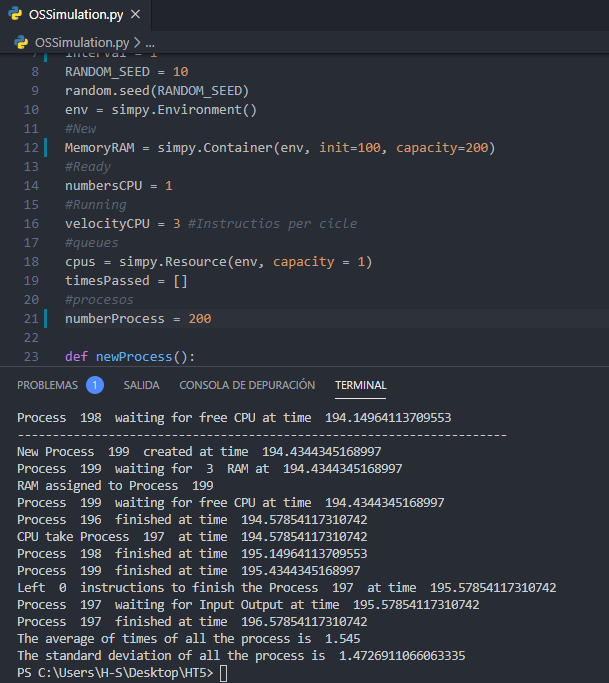 OSSimulation.py ×
OSSimulation.py > ...
7 interval = 1
8 RANDOM_SEED = 10
9 random.seed(RANDOM_SEED)
10 env = simpy.Environment()
11 #New
12 MemoryRAM = simpy.Container(env, init=100, capacity=200)
13 #Ready
14 numbersCPU = 1
15 #Running
16 velocityCPU = 3 #Instructios per cicle
17 #queues
18 cpus = simpy.Resource(env, capacity = 1)
19 timesPassed = []
20 #procesos
21 numberProcess = 200
22
23 def newProcess():
PROBLEMAS 1 SALIDA CONSOLA DE DEPURACIÓN TERMINAL
Process  198  waiting for free CPU at time  194.14964113709553
----------------------------------------------------------------------
New Process  199  created at time  194.4344345168997
Process  199  waiting for  3  RAM at  194.4344345168997
RAM assigned to Process  199
Process  199  waiting for free CPU at time  194.4344345168997
Process  196  finished at time  194.57854117310742
CPU take Process  197  at time  194.57854117310742
Process  198  finished at time  195.14964113709553
Process  199  finished at time  195.4344345168997
Left  0  instructions to finish the Process  197  at time  195.57854117310742
Process  197  waiting for Input Output at time  195.57854117310742
Process  197  finished at time  196.57854117310742
The average of times of all the process is  1.545
The standard deviation of all the process is  1.4726911066063335
PS C:\Users\H-S\Desktop\HT5>